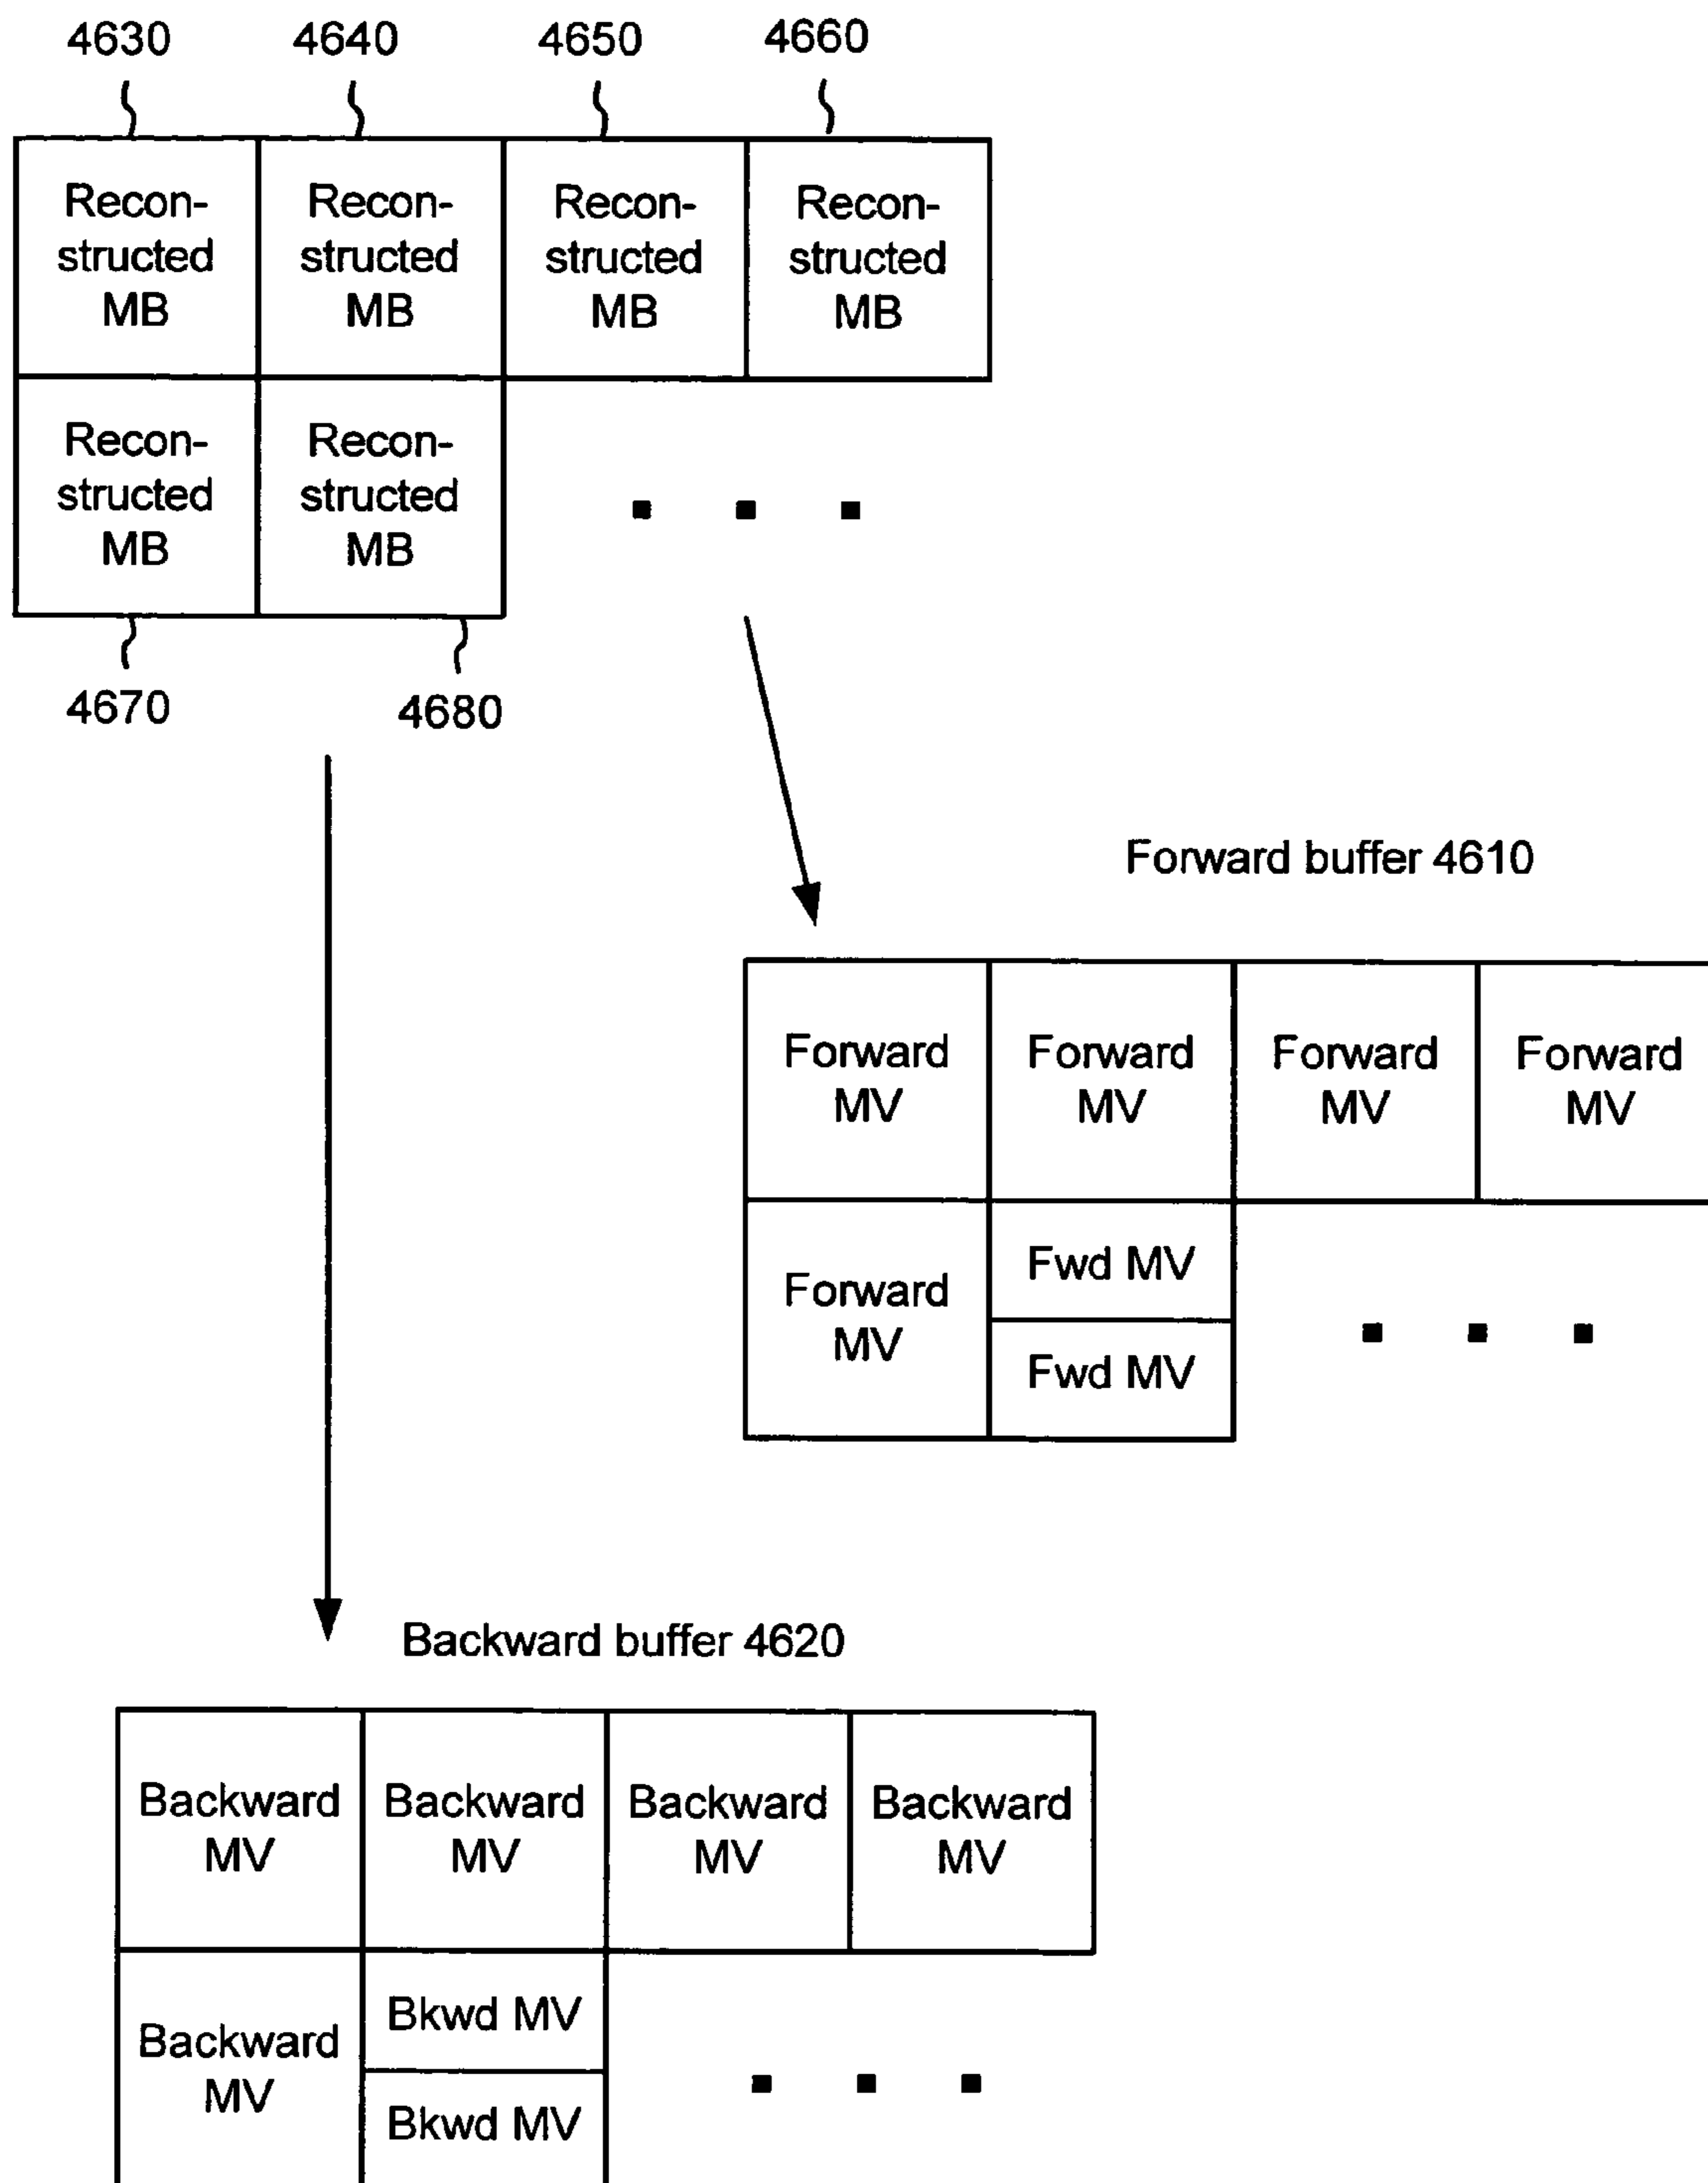 4630 4640 4650 4660
Recon- Recon- Recon- Recon-
structed structed structed structed
MB MB MB MB
Recon- Recon-
structed structed
MB MB
4670 4680
Forward buffer 4610
Forward Forward Forward Forward
MV MV MV MV
Fwd MV
Forward
MV
Fwd MV
Backward buffer 4620
Backward Backward Backward Backward
MV MV MV MV
Bkwd MV
Backward
MV
Bkwd MV